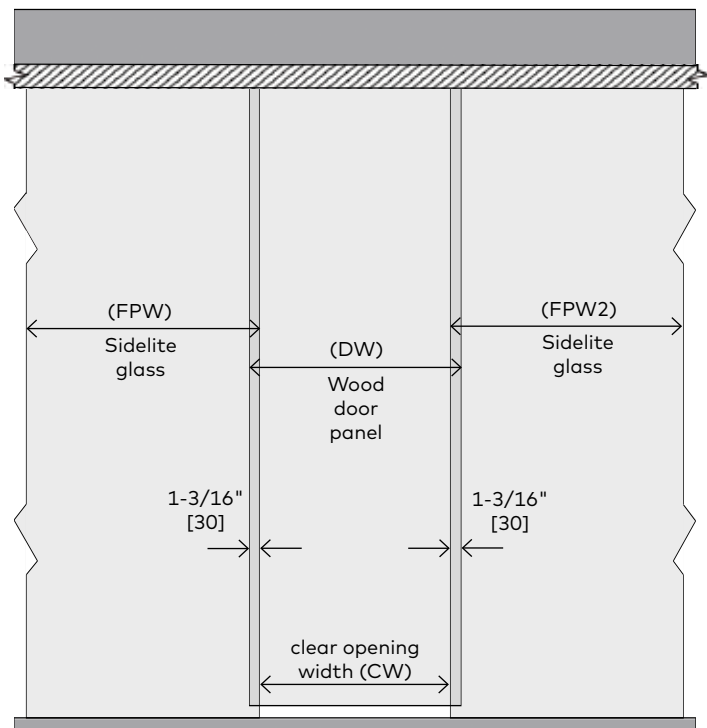 (FPW)
Sidelite
glass
(DW)
Wood
door
panel
(FPW2)
Sidelite
glass
1-3/16"
[30]
1-3/16"
[30]
clear opening
width (CW)